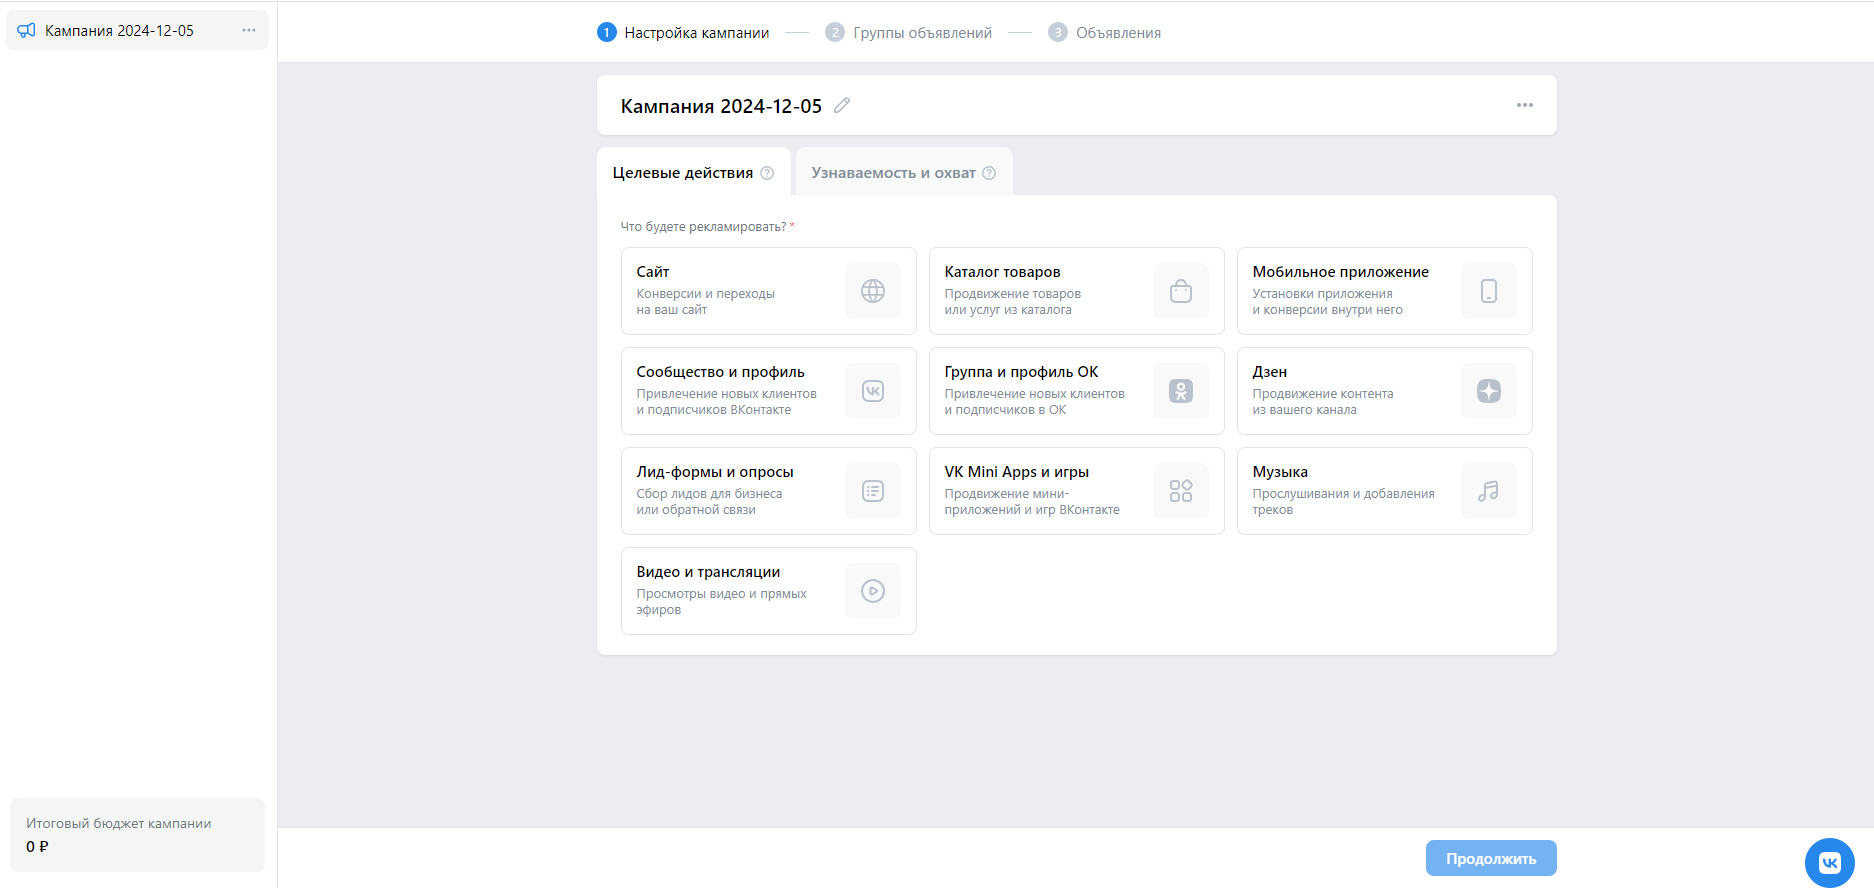 Кампания 2024-12-05
1 Настройка кампании
2 Группы объявлений
3 Объявления
Кампания 2024-12-05
Целевые действия ?
Узнаваемость и охват ?
Что будете рекламировать? *
Сайт
Конверсии и переходы
на ваш сайт
Каталог товаров
Продвижение товаров
или услуг из каталога
Мобильное приложение
Установки приложения
и конверсии внутри него
Сообщество и профиль
Привлечение новых клиентов
и подписчиков ВКонтакте
Группа и профиль ОК
Привлечение новых клиентов
и подписчиков в ОК
Дзен
Продвижение контента
из вашего канала
Лид-формы и опросы
Сбор лидов для бизнеса
или обратной связи
VK Mini Apps и игры
Продвижение мини-
приложений и игр ВКонтакте
Музыка
Прослушивания и добавления
треков
Видео и трансляции
Просмотры видео и прямых
эфиров
Итоговый бюджет кампании
0 ₽
Продолжить